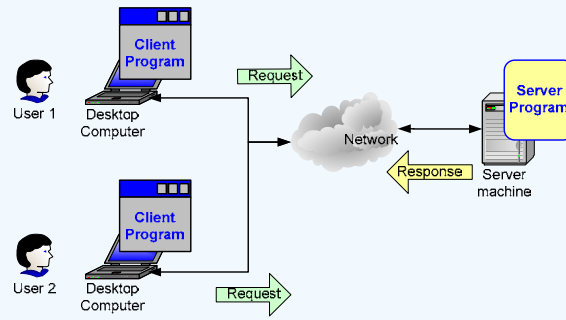 Client
Program
Request
User 1
Desktop
Computer
Server
Program
Network
Response
Server
machine
Client
Program
User 2
Desktop
Computer
Request